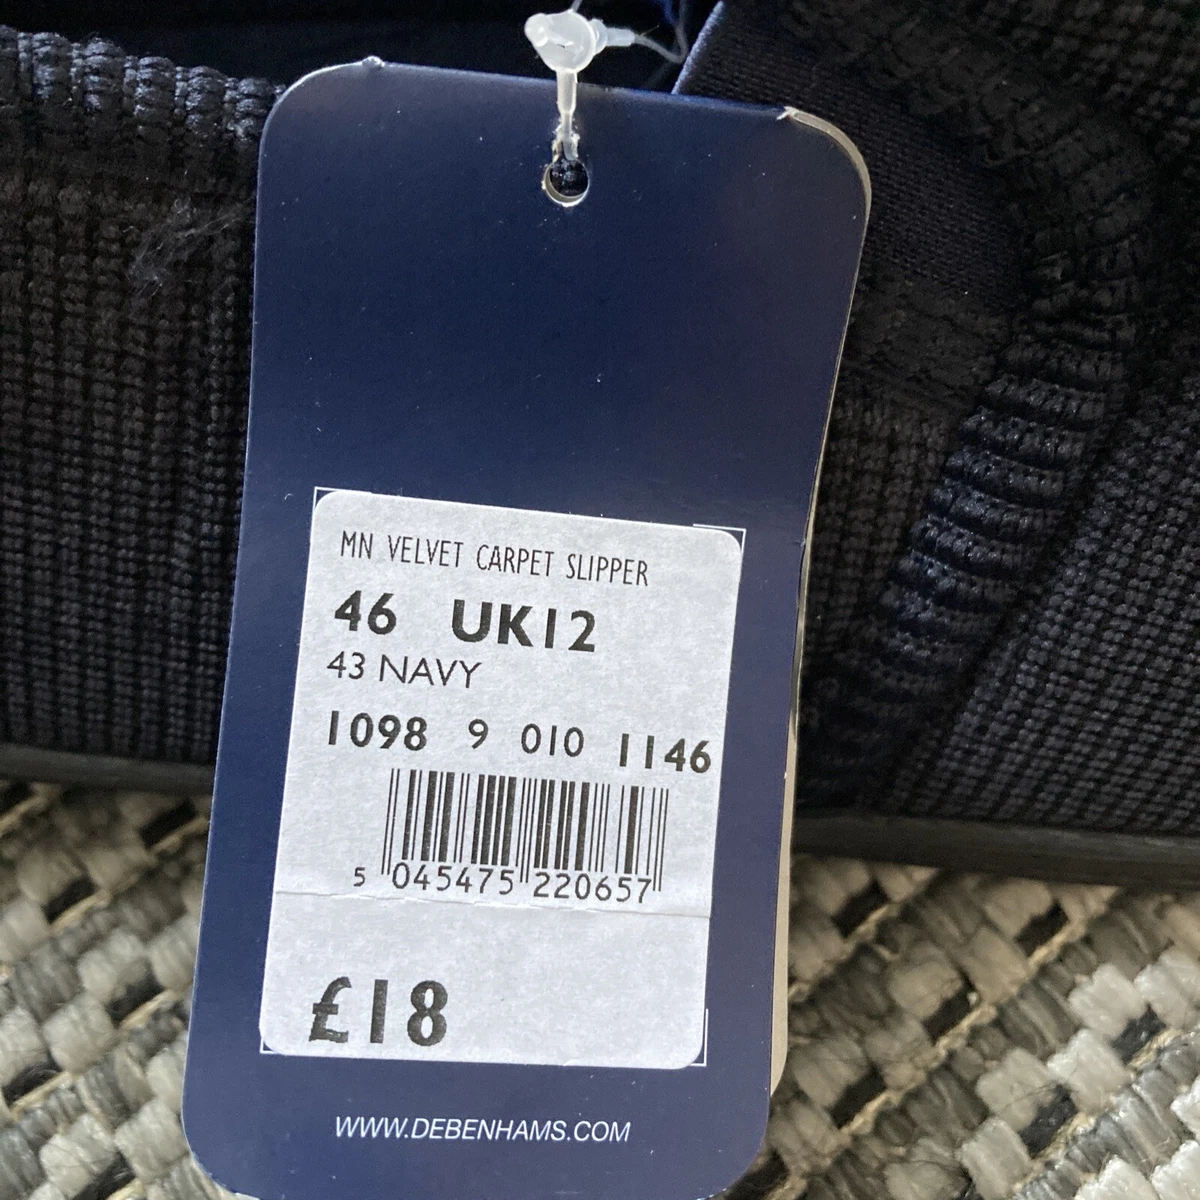 MN VELVET CARPET SLIPPER
46 UK12
43 NAVY
1098 9 010 1146
5 045475 220657
£18
WWW.DEBENHAMS.COM